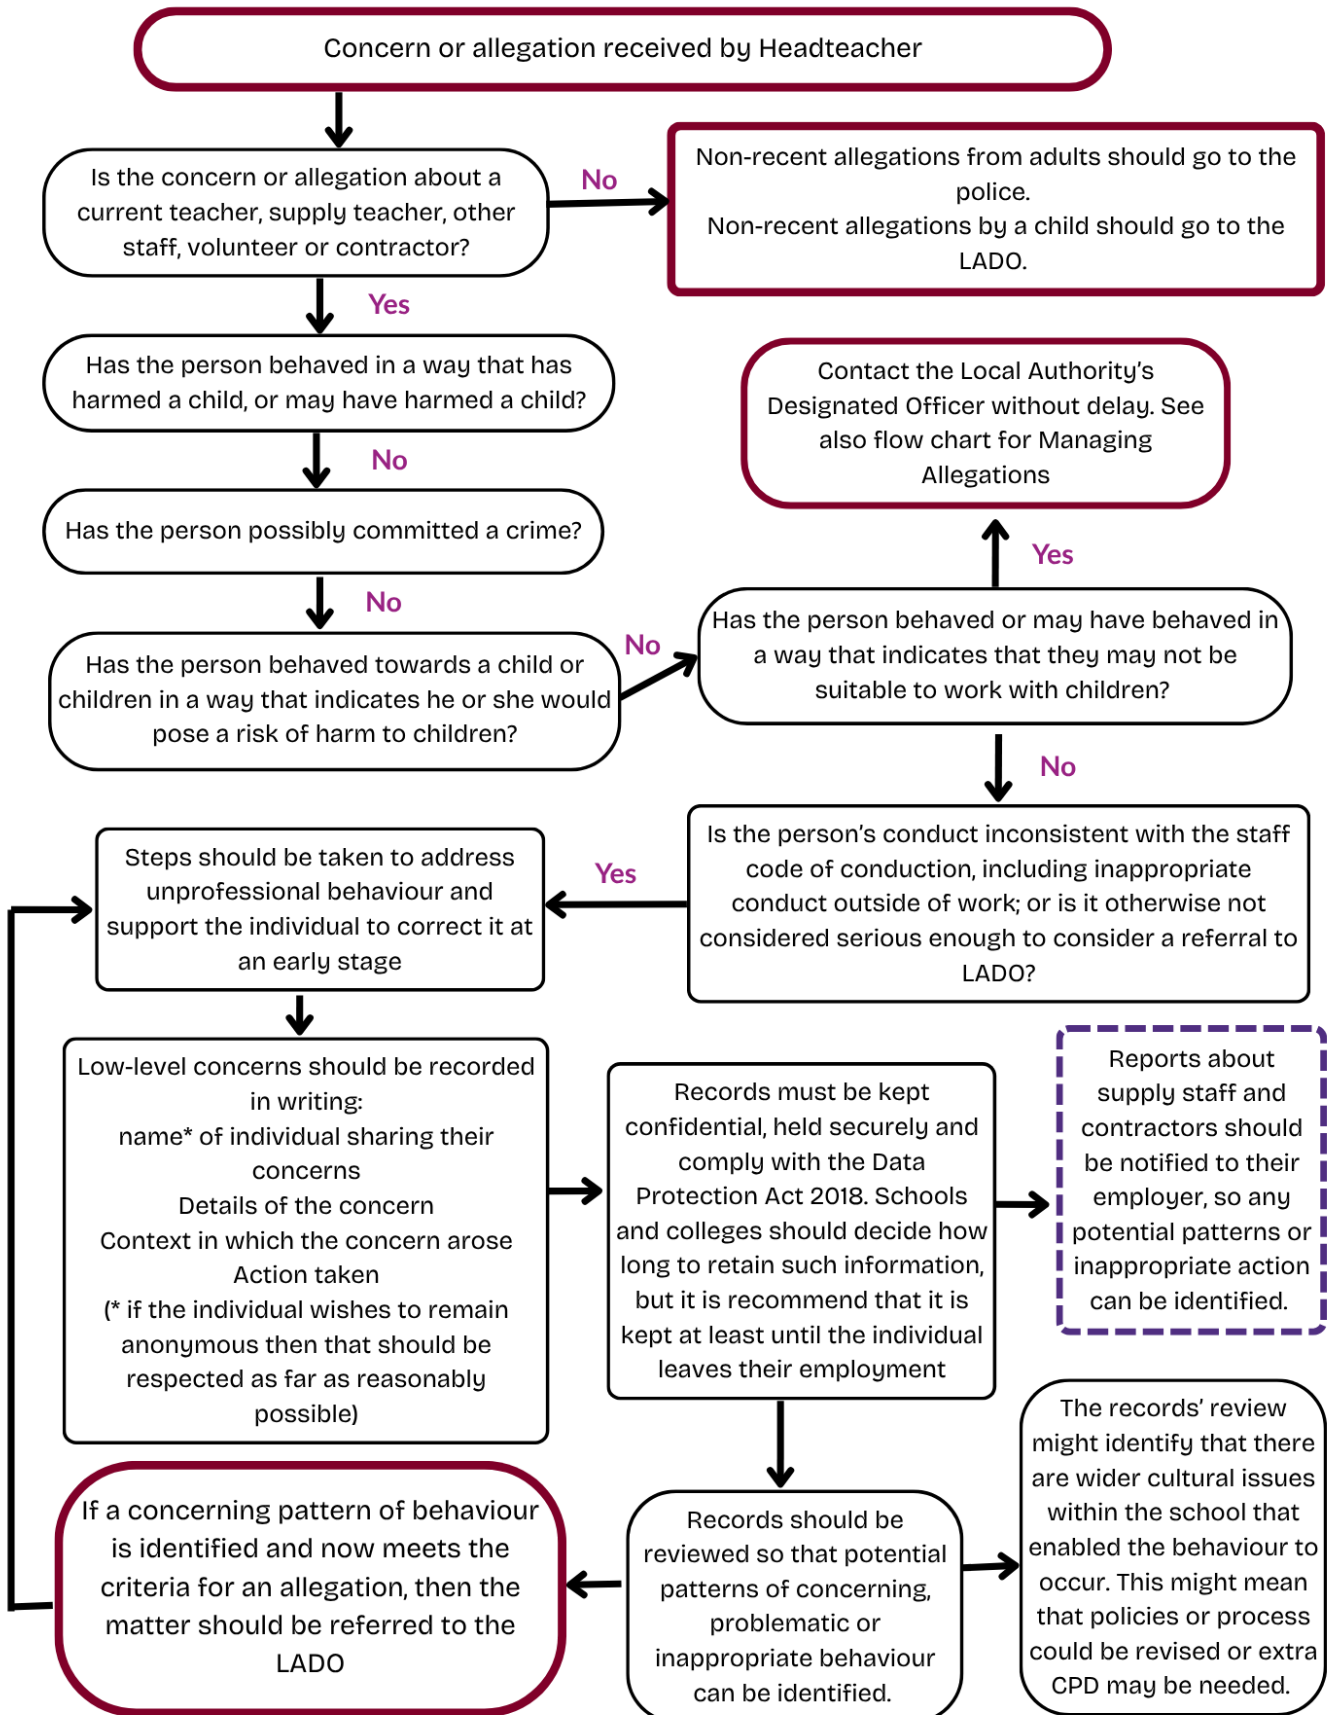 Concern or allegation received by Headteacher
Is the concern or allegation about a
current teacher, supply teacher, other
staff, volunteer or contractor?
No
Non-recent allegations from adults should go to the
police.
Non-recent allegations by a child should go to the
LADO.
Yes
Has the person behaved in a way that has
harmed a child, or may have harmed a child?
No
Has the person possibly committed a crime?
No
Has the person behaved towards a child or
children in a way that indicates he or she would
pose a risk of harm to children?
No
Has the person behaved or may have behaved in
a way that indicates that they may not be
suitable to work with children?
Yes
Contact the Local Authority's
Designated Officer without delay. See
also flow chart for Managing
Allegations
No
Is the person's conduct inconsistent with the staff
code of conduction, including inappropriate
conduct outside of work; or is it otherwise not
considered serious enough to consider a referral to
LADO?
Yes
Steps should be taken to address
unprofessional behaviour and
support the individual to correct it at
an early stage
Low-level concerns should be recorded
in writing:
name* of individual sharing their
concerns
Details of the concern
Context in which the concern arose
Action taken
(* if the individual wishes to remain
anonymous then that should be
respected as far as reasonably
possible)
Records must be kept
confidential, held securely and
comply with the Data
Protection Act 2018. Schools
and colleges should decide how
long to retain such information,
but it is recommend that it is
kept at least until the individual
leaves their employment
Reports about
supply staff and
contractors should
be notified to their
employer, so any
potential patterns or
inappropriate action
can be identified.
Records should be
reviewed so that potential
patterns of concerning,
problematic or
inappropriate behaviour
can be identified.
The records' review
might identify that there
are wider cultural issues
within the school that
enabled the behaviour to
occur. This might mean
that policies or process
could be revised or extra
CPD may be needed.
If a concerning pattern of behaviour
is identified and now meets the
criteria for an allegation, then the
matter should be referred to the
LADO